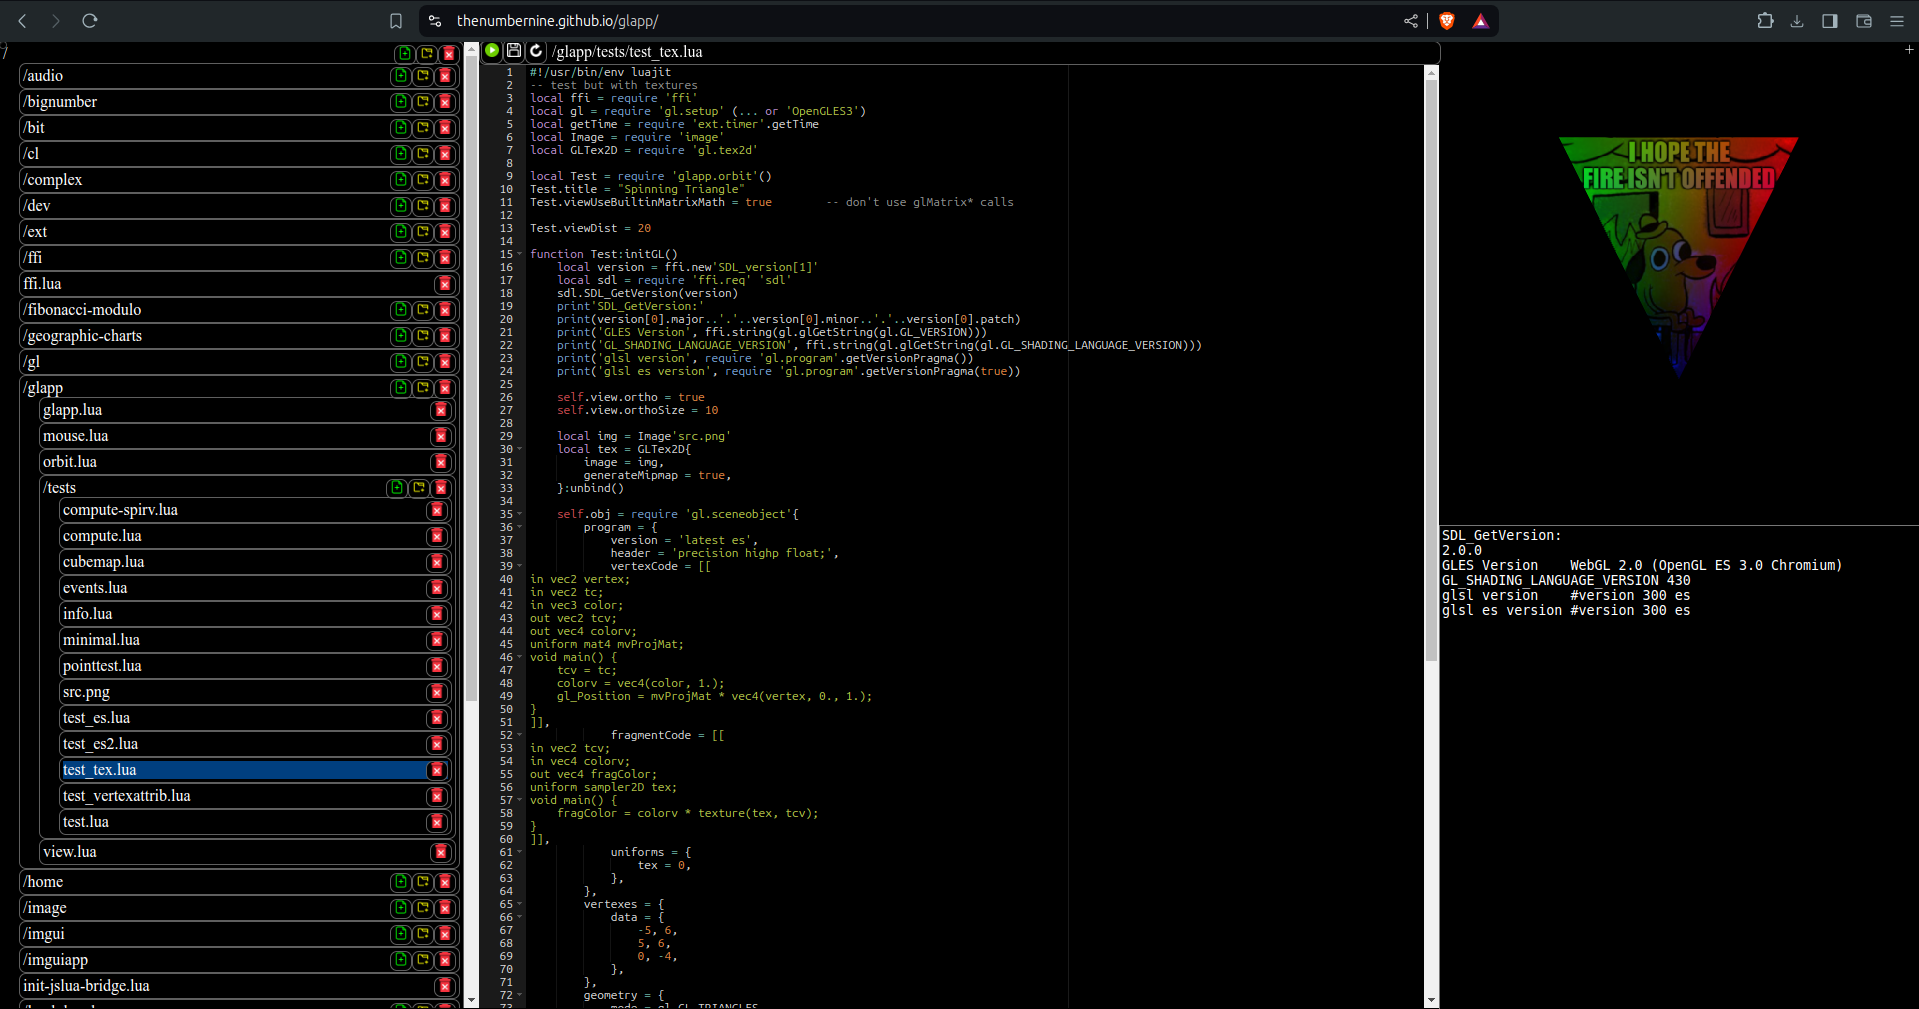 thenumbernine.github.io/glapp/
/
/audio
/bignumber
/bit
/cl
/complex
/dev
/ext
/ffi
ffi.lua
/fibonacci-modulo
/geographic-charts
/gl
/glapp
glapp.lua
mouse.lua
orbit.lua
/tests
compute-spirv.lua
compute.lua
cubemap.lua
events.lua
info.lua
minimal.lua
pointtest.lua
src.png
test_es.lua
test_es2.lua
test_tex.lua
test_vertexattrib.lua
test.lua
view.lua
/home
/image
/imgui
/imguiapp
init-jslua-bridge.lua
/glapp/tests/test_tex.lua
1 #!/usr/bin/env luajit
2 -- test but with textures
3 local ffi = require 'ffi'
4 local gl = require 'gl.setup' (... or 'OpenGLES3')
5 local getTime = require 'ext.timer'.getTime
6 local Image = require 'image'
7 local GLTex2D = require 'gl.tex2d'
8
9 local Test = require 'glapp.orbit'()
10 Test.title = "Spinning Triangle"
11 Test.viewUseBuiltinMatrixMath = true -- don't use glMatrix* calls
12
13 Test.viewDist = 20
14
15 function Test:initGL()
16 local version = ffi.new'SDL_version[1]'
17 local sdl = require 'ffi.req' 'sdl'
18 sdl.SDL_GetVersion(version)
19 print'SDL_GetVersion:'
20 print(version[0].major..'.'..version[0].minor..'.'..version[0].patch)
21 print('GLES Version', ffi.string(gl.glGetString(gl.GL_VERSION)))
22 print('GL_SHADING_LANGUAGE_VERSION', ffi.string(gl.glGetString(gl.GL_SHADING_LANGUAGE_VERSION)))
23 print('glsl version', require 'gl.program'.getVersionPragma())
24 print('glsl es version', require 'gl.program'.getVersionPragma(true))
25
26 self.view.ortho = true
27 self.view.orthoSize = 10
28
29 local img = Image'src.png'
30 local tex = GLTex2D{
31 image = img,
32 generateMipmap = true,
33 }:unbind()
34
35 self.obj = require 'gl.sceneobject'{
36 program = {
37 version = 'latest es',
38 header = 'precision highp float;',
39 vertexCode = [[
40 in vec2 vertex;
41 in vec2 tc;
42 in vec3 color;
43 out vec2 tcv;
44 out vec4 colorv;
45 uniform mat4 mvProjMat;
46 void main() {
47 tcv = tc;
48 colorv = vec4(color, 1.);
49 gl_Position = mvProjMat * vec4(vertex, 0., 1.);
50 }
51 ]],
52 fragmentCode = [[
53 in vec2 tcv;
54 in vec4 colorv;
55 out vec4 fragColor;
56 uniform sampler2D tex;
57 void main() {
58 fragColor = colorv * texture(tex, tcv);
59 }
60 ]],
61 uniforms = {
62 tex = 0,
63 },
64 },
65 vertexes = {
66 data = {
67 -5, 6,
68 5, 6,
69 0, -4,
70 },
71 },
72 geometry = {
73 mode = gl.GL_TRIANGLES,
I HOPE THE
FIRE ISN'T OFFENDED
SDL_GetVersion:
2.0.0
GLES Version WebGL 2.0 (OpenGL ES 3.0 Chromium)
GL_SHADING_LANGUAGE_VERSION 430
glsl version #version 300 es
glsl es version #version 300 es